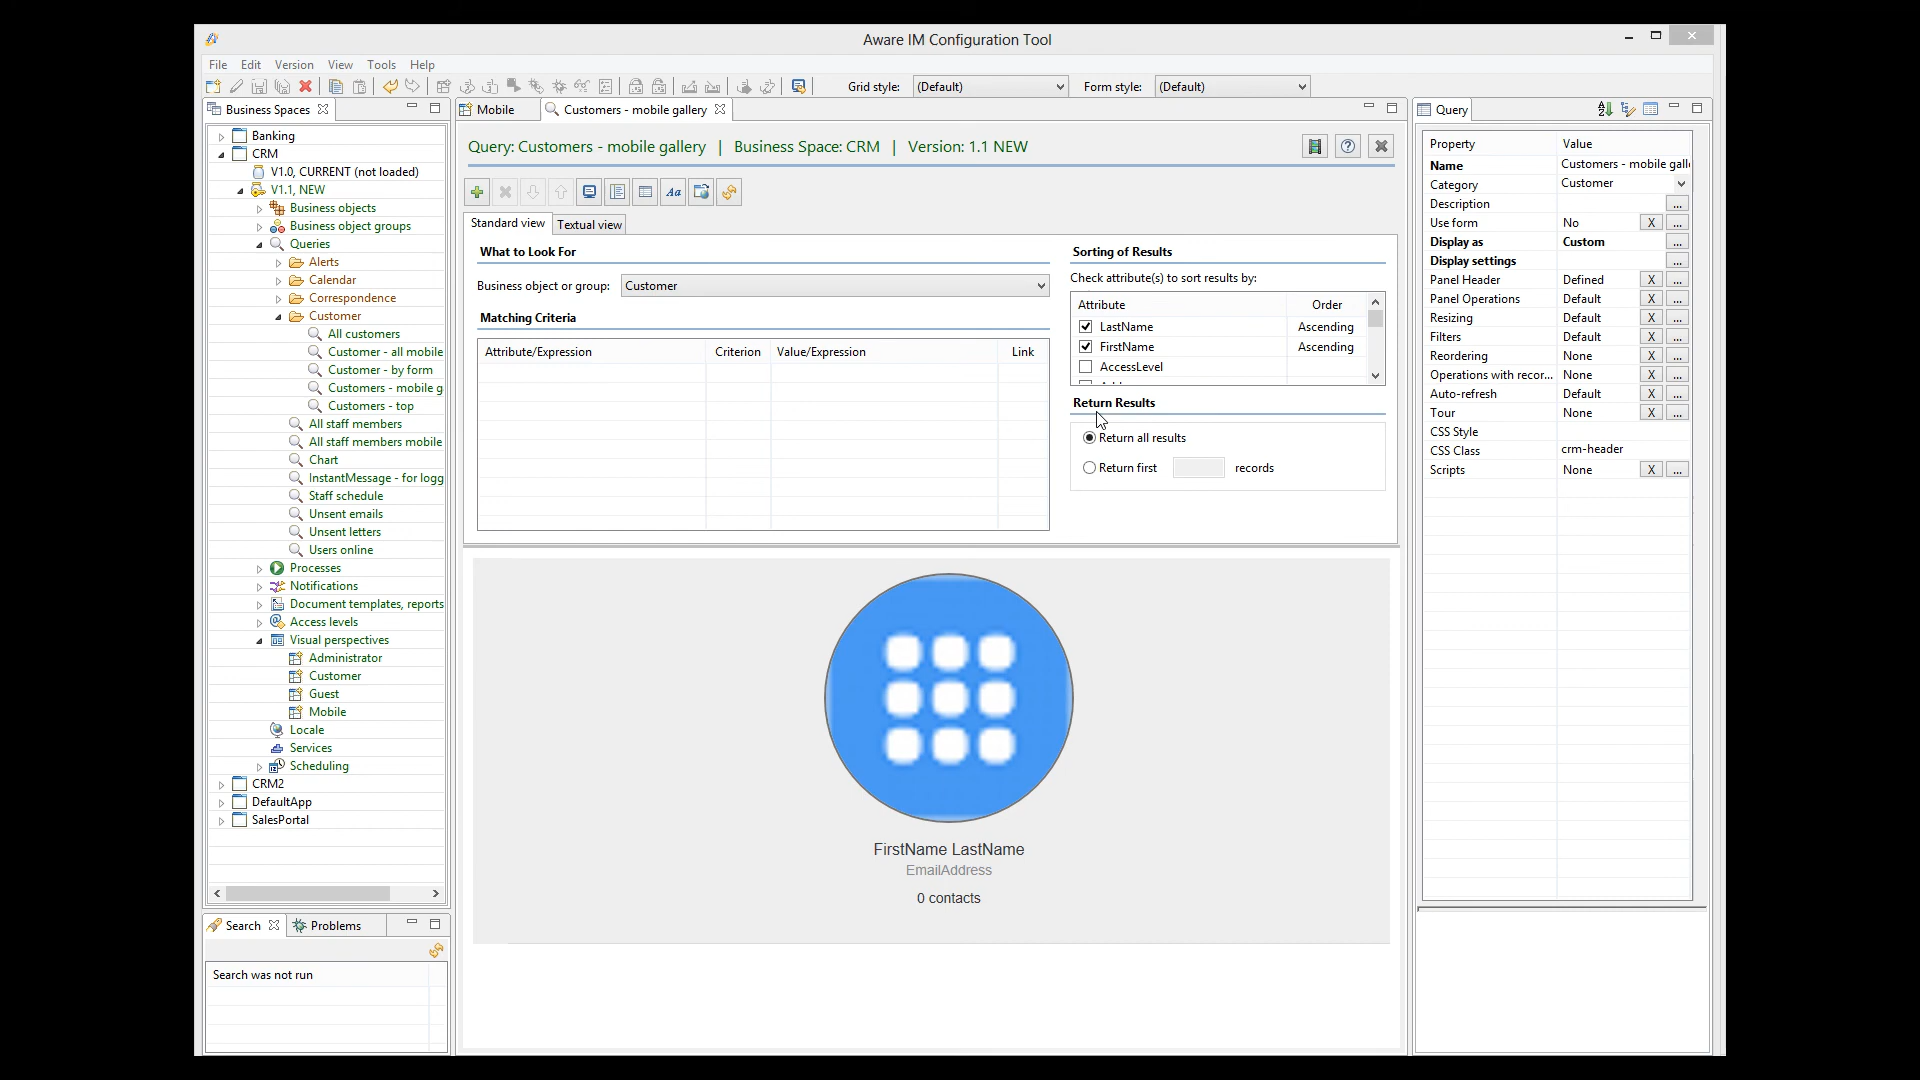 Aware IM Configuration Tool
File Edit Version View Tools Help
Grid style: (Default) Form style: (Default)
Business Spaces
Banking
CRM
V1.0, CURRENT (not loaded)
V1.1, NEW
Business objects
Business object groups
Queries
Alerts
Calendar
Correspondence
Customer
All customers
Customer - all mobile
Customer - by form
Customers - mobile g
Customers - top
All staff members
All staff members mobile
Chart
InstantMessage - for logg
Staff schedule
Unsent emails
Unsent letters
Users online
Processes
Notifications
Document templates, reports
Access levels
Visual perspectives
Administrator
Customer
Guest
Mobile
Locale
Services
Scheduling
CRM2
DefaultApp
SalesPortal
Search Problems
Search was not run
Mobile Customers - mobile gallery
Query: Customers - mobile gallery | Business Space: CRM | Version: 1.1 NEW
Aa
Standard view Textual view
What to Look For
Business object or group: Customer
Matching Criteria
Attribute/Expression Criterion Value/Expression Link
Sorting of Results
Check attribute(s) to sort results by:
Attribute Order
LastName Ascending
FirstName Ascending
AccessLevel
Return Results
Return all results
Return first records
FirstName LastName
EmailAddress
0 contacts
Query
Property Value
Name Customers - mobile gall
Category Customer
Description ...
Use form No X ...
Display as Custom ...
Display settings ...
Panel Header Defined X ...
Panel Operations Default X ...
Resizing Default X ...
Filters Default X ...
Reordering None X ...
Operations with recor... None X ...
Auto-refresh Default X ...
Tour None X ...
CSS Style
CSS Class crm-header
Scripts None X ...